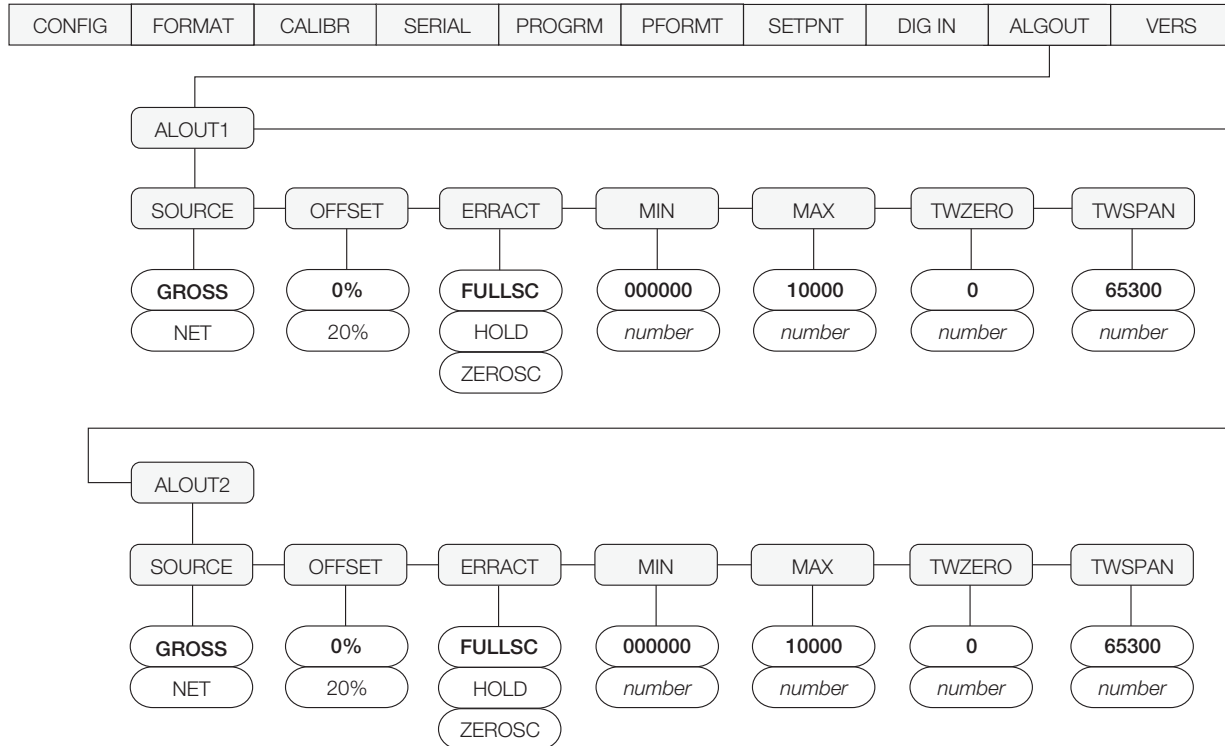 CONFIG FORMAT CALIBR SERIAL PROGRM PFORMT SETPNT DIG IN ALGOUT VERS
ALOUT1
SOURCE OFFSET ERRACT MIN MAX TWZERO TWSPAN
GROSS 0% FULLSC 000000 10000 0 65300
NET 20% HOLD number number number number
ZEROSC
ALOUT2
SOURCE OFFSET ERRACT MIN MAX TWZERO TWSPAN
GROSS 0% FULLSC 000000 10000 0 65300
NET 20% HOLD number number number number
ZEROSC